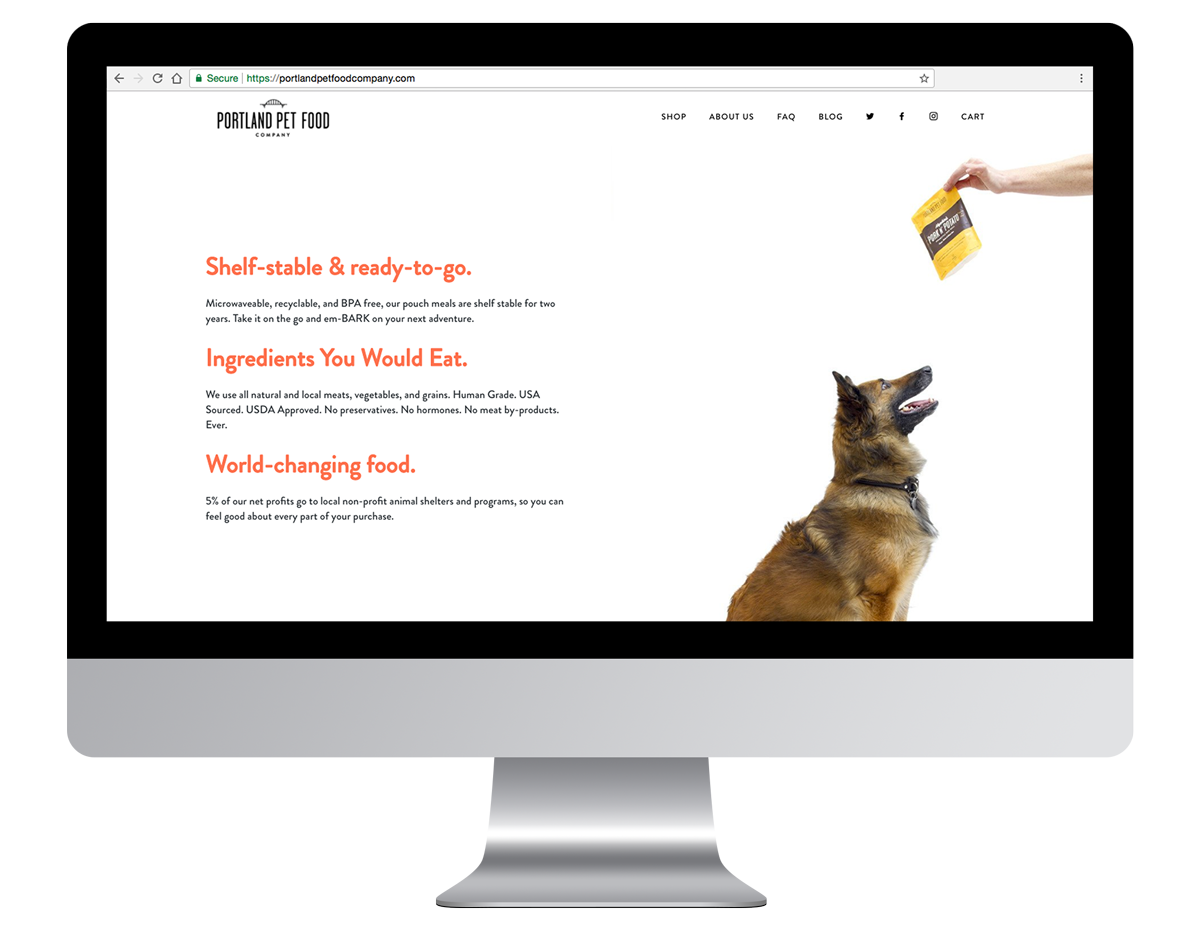 Secure https://portlandpetfoodcompany.com
PORTLAND PET FOOD
COMPANY
SHOP ABOUT US FAQ BLOG CART
PORK N' POTATO
Shelf-stable & ready-to-go.
Microwaveable, recyclable, and BPA free, our pouch meals are shelf stable for two
years. Take it on the go and em-BARK on your next adventure.
Ingredients You Would Eat.
We use all natural and local meats, vegetables, and grains. Human Grade. USA
Sourced. USDA Approved. No preservatives. No hormones. No meat by-products.
Ever.
World-changing food.
5% of our net profits go to local non-profit animal shelters and programs, so you can
feel good about every part of your purchase.